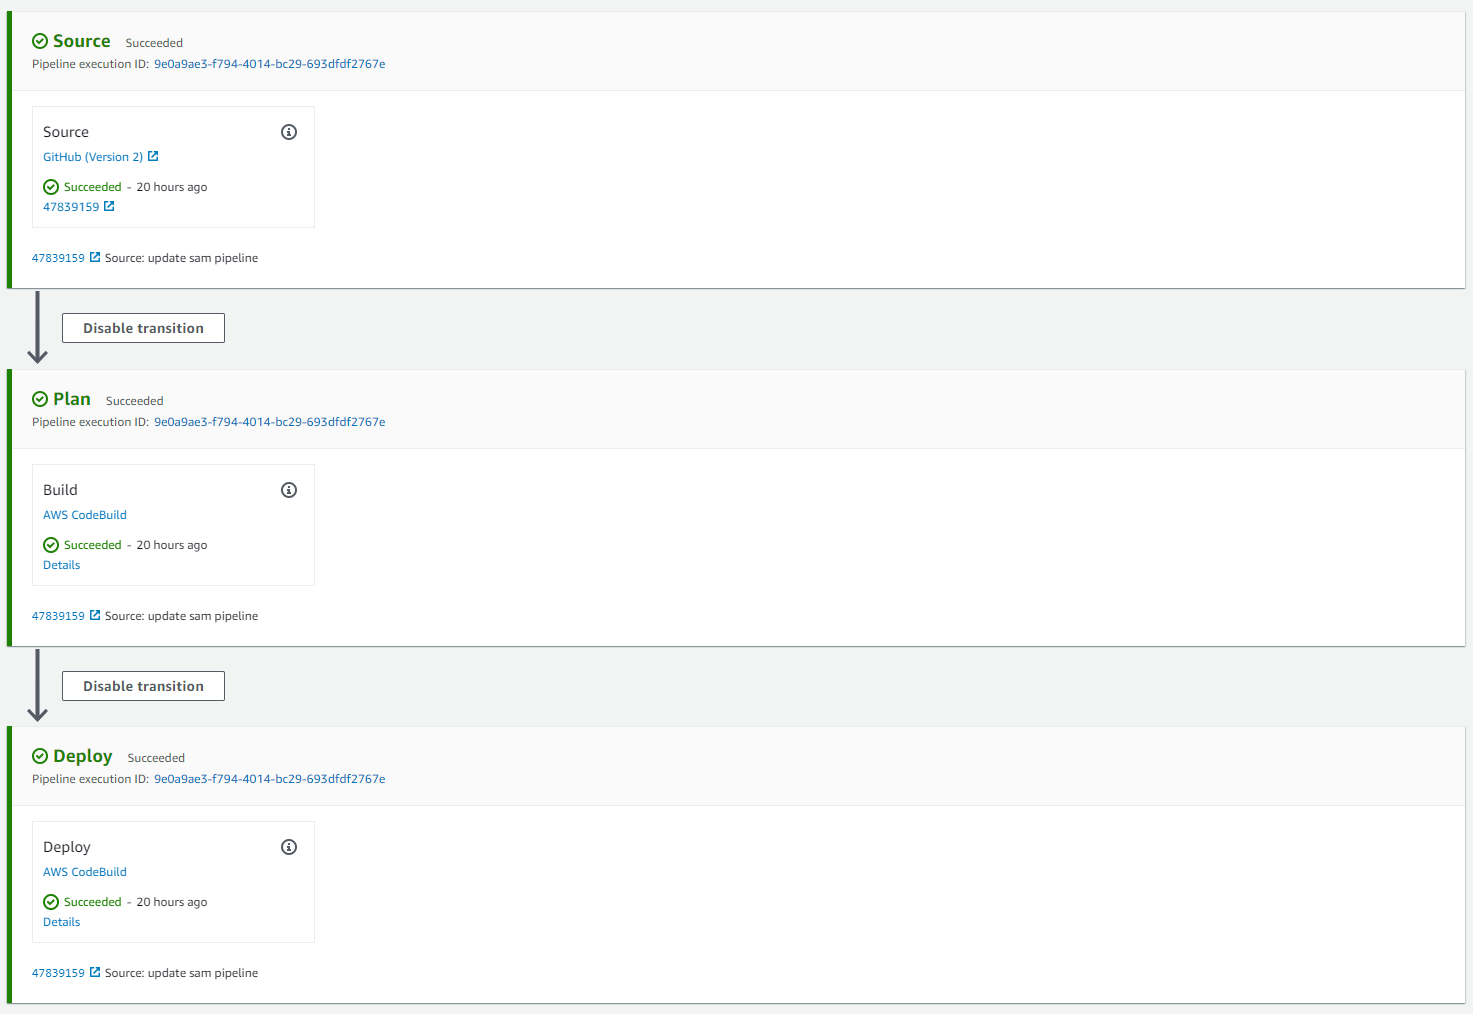 Source Succeeded
Pipeline execution ID: 9e0a9ae3-f794-4014-bc29-693dfdf2767e
Source
GitHub (Version 2)
Succeeded - 20 hours ago
47839159
47839159 Source: update sam pipeline
Disable transition
Plan Succeeded
Pipeline execution ID: 9e0a9ae3-f794-4014-bc29-693dfdf2767e
Build
AWS CodeBuild
Succeeded - 20 hours ago
Details
47839159 Source: update sam pipeline
Disable transition
Deploy Succeeded
Pipeline execution ID: 9e0a9ae3-f794-4014-bc29-693dfdf2767e
Deploy
AWS CodeBuild
Succeeded - 20 hours ago
Details
47839159 Source: update sam pipeline